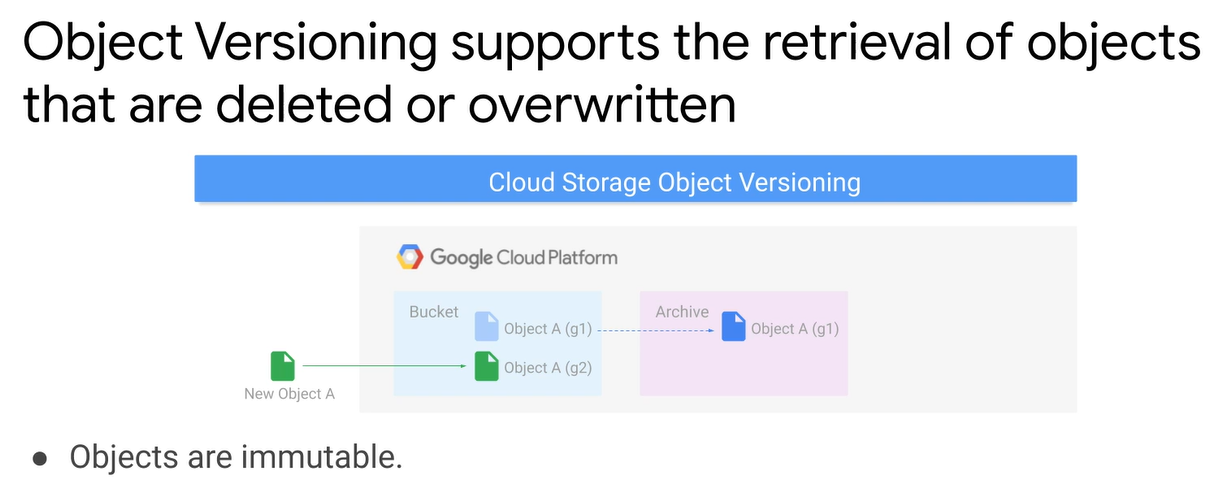 Object Versioning supports the retrieval of objects
that are deleted or overwritten
Cloud Storage Object Versioning
Google Cloud Platform
Bucket
Object A (g1)
Archive
Object A (g1)
Object A (g2)
New Object A
● Objects are immutable.